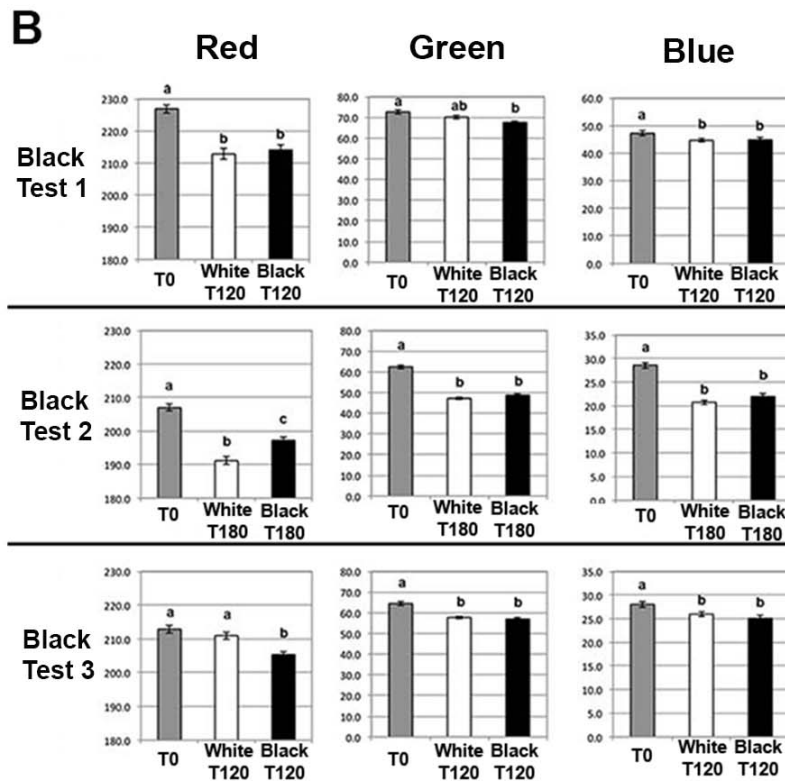 B
Red Green Blue
Black
Test 1
a
b
b
230.0
220.0
210.0
200.0
190.0
180.0
T0
White
T120
Black
T120
a
ab
b
80.0
70.0
60.0
50.0
40.0
30.0
20.0
10.0
0.0
T0
White
T120
Black
T120
a
b
b
60.0
50.0
40.0
30.0
20.0
10.0
0.0
T0
White
T120
Black
T120
Black
Test 2
a
b
c
230.0
220.0
210.0
200.0
190.0
180.0
T0
White
T180
Black
T180
a
b
b
80.0
70.0
60.0
50.0
40.0
30.0
20.0
10.0
0.0
T0
White
T180
Black
T180
a
b
b
35.0
30.0
25.0
20.0
15.0
10.0
5.0
0.0
T0
White
T180
Black
T180
Black
Test 3
a
a
b
230.0
220.0
210.0
200.0
190.0
180.0
T0
White
T120
Black
T120
a
b
b
80.0
70.0
60.0
50.0
40.0
30.0
20.0
10.0
0.0
T0
White
T120
Black
T120
a
b
b
35.0
30.0
25.0
20.0
15.0
10.0
5.0
0.0
T0
White
T120
Black
T120